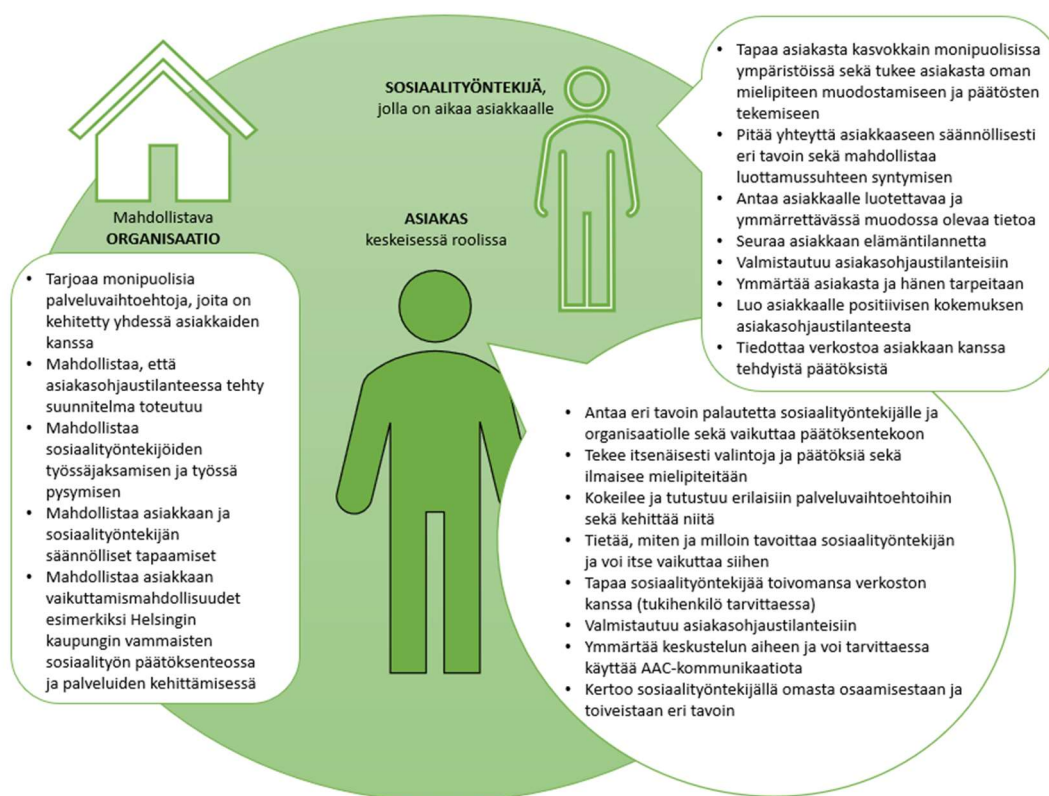 SOSIAALITYÖNTEKIJÄ,
jolla on aikaa asiakkaalle
• Tapaa asiakasta kasvokkain monipuolisissa
ympäristöissä sekä tukee asiakasta oman
mielipiteen muodostamiseen ja päätösten
tekemiseen
• Pitää yhteyttä asiakkaaseen säännöllisesti
eri tavoin sekä mahdollistaa
luottamussuhteen syntymisen
• Antaa asiakkaalle luotettavaa ja
ymmärrettävässä muodossa olevaa tietoa
• Seuraa asiakkaan elämäntilannetta
• Valmistautuu asiakasohjaustilanteisiin
• Ymmärtää asiakasta ja hänen tarpeitaan
• Luo asiakkaalle positiivisen kokemuksen
asiakasohjaustilanteesta
• Tiedottaa verkostoa asiakkaan kanssa
tehdyistä päätöksistä
Mahdollistava
ORGANISAATIO
• Tarjoaa monipuolisia
palveluvaihtoehtoja, joita on
kehitetty yhdessä asiakkaiden
kanssa
• Mahdollistaa, että
asiakasohjaustilanteessa tehty
suunnitelma toteutuu
• Mahdollistaa
sosiaalityöntekijöiden
työssäjaksamisen ja työssä
pysymisen
• Mahdollistaa asiakkaan ja
sosiaalityöntekijän
säännölliset tapaamiset
• Mahdollistaa asiakkaan
vaikuttamismahdollisuudet
esimerkiksi Helsingin
kaupungin vammaisten
sosiaalityön päätöksenteossa
ja palveluiden kehittämisessä
ASIAKAS
keskeisessä roolissa
• Antaa eri tavoin palautetta sosiaalityöntekijälle ja
organisaatiolle sekä vaikuttaa päätöksentekoon
• Tekee itsenäisesti valintoja ja päätöksiä sekä
ilmaisee mielipiteitään
• Kokeilee ja tutustuu erilaisiin palveluvaihtoehtoihin
sekä kehittää niitä
• Tietää, miten ja milloin tavoittaa sosiaalityöntekijän
ja voi itse vaikuttaa siihen
• Tapaa sosiaalityöntekijää toivomansa verkoston
kanssa (tukihenkilö tarvittaessa)
• Valmistautuu asiakasohjaustilanteisiin
• Ymmärtää keskustelun aiheen ja voi tarvittaessa
käyttää AAC-kommunikaatiota
• Kertoo sosiaalityöntekijällä omasta osaamisestaan ja
toiveistaan eri tavoin